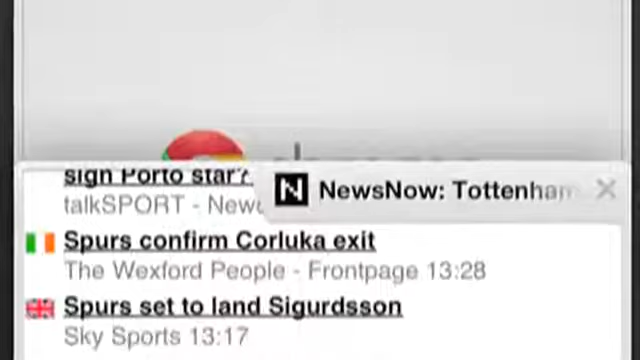 sign Porto star?
talkSPORT - Newc
NewsNow: Tottenham
Spurs confirm Corluka exit
The Wexford People - Frontpage 13:28
Spurs set to land Sigurdsson
Sky Sports 13:17